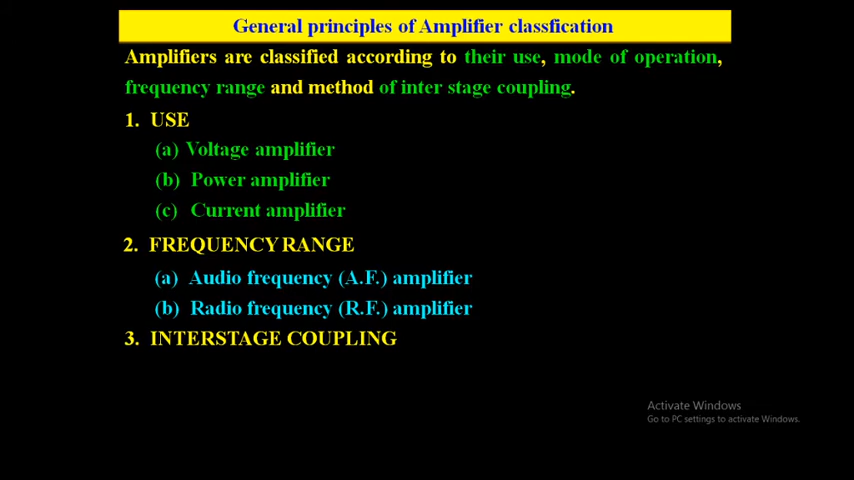 General principles of Amplifier classfication
Amplifiers are classified according to their use, mode of operation,
frequency range and method of inter stage coupling.
1. USE
(a) Voltage amplifier
(b) Power amplifier
(c) Current amplifier
2. FREQUENCY RANGE
(a) Audio frequency (A.F.) amplifier
(b) Radio frequency (R.F.) amplifier
3. INTERSTAGE COUPLING
Activate Windows
Go to PC settings to activate Windows.